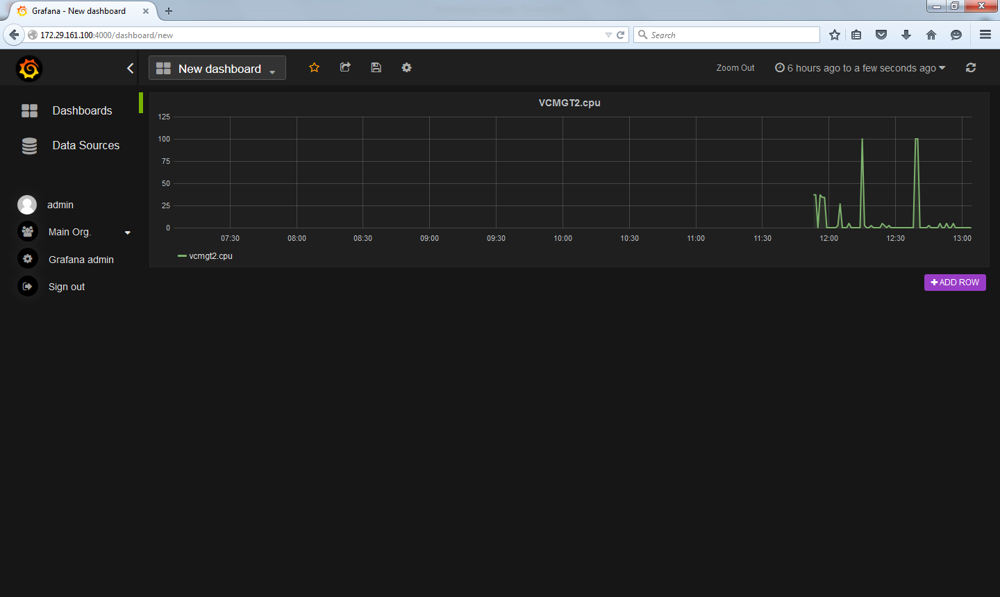 Grafana - New dashboard
172.29.161.100:4000/dashboard/new
Search
New dashboard
Zoom Out
6 hours ago to a few seconds ago
Dashboards
Data Sources
admin
Main Org.
Grafana admin
Sign out
VCMGT2.cpu
125
100
75
50
25
0
07:30 08:00 08:30 09:00 09:30 10:00 10:30 11:00 11:30 12:00 12:30 13:00
vcmgt2.cpu
ADD ROW